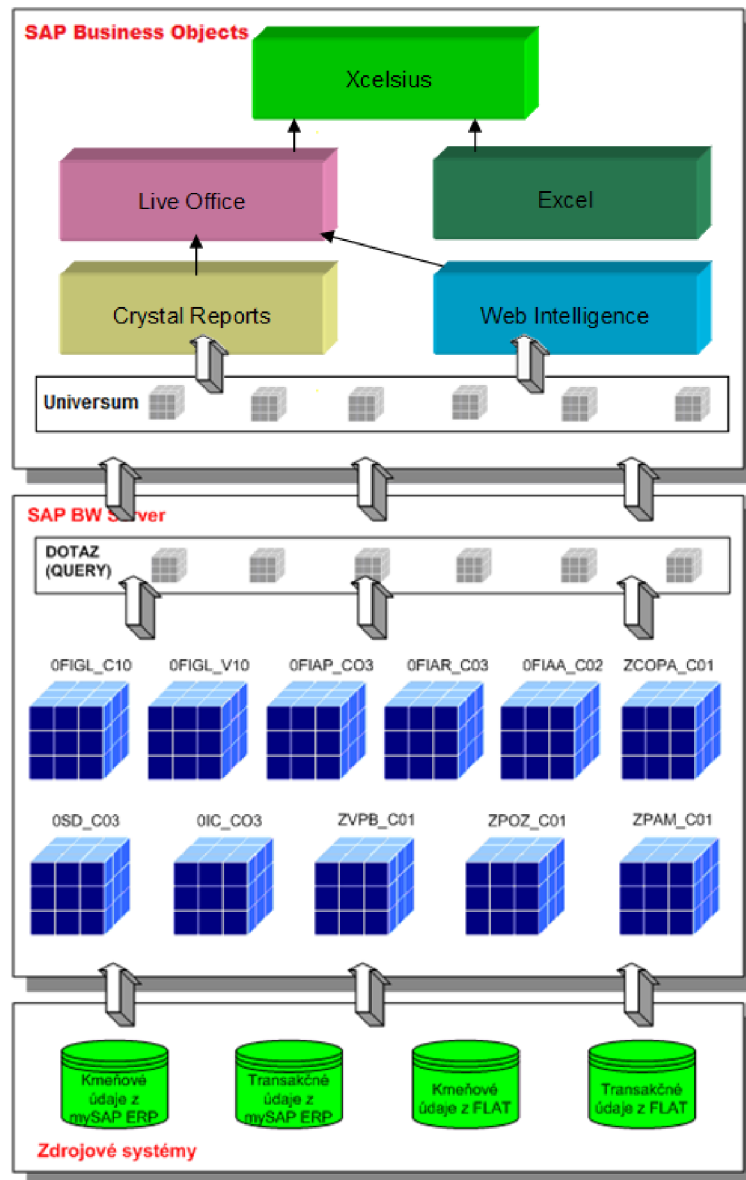 SAP Business Objects
Xcelsius
Live Office
Excel
Crystal Reports
Web Intelligence
Universum
SAP BW Server
DOTAZ
(QUERY)
0FIGL_C10
0FIGL_V10
0FIAP_CO3
0FIAR_C03
0FIAA_C02
ZCOPA_C01
0SD_C03
0IC_CO3
ZVPB_C01
ZPOZ_C01
ZPAM_C01
Kmeňové
údaje z
mySAP ERP
Transakčné
údaje z
mySAP ERP
Kmeňové
údaje z FLAT
Transakčné
údaje z FLAT
Zdrojové systémy